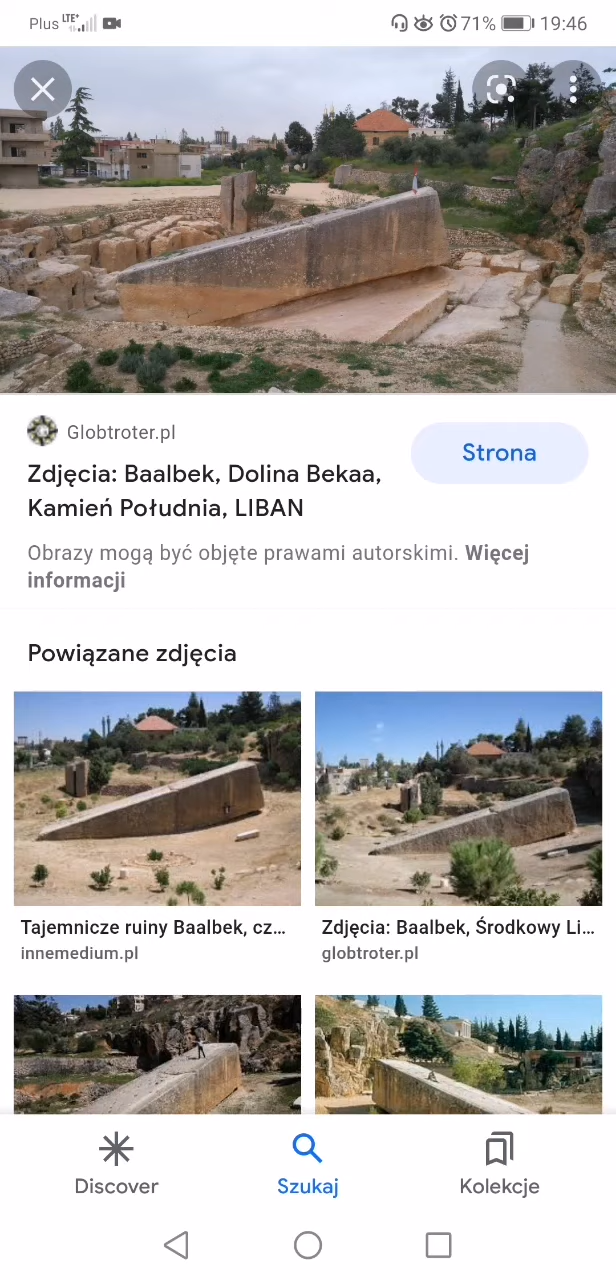 Plus LTE+ 71% 19:46
Globtroter.pl
Strona
Zdjęcia: Baalbek, Dolina Bekaa,
Kamień Południa, LIBAN
Obrazy mogą być objęte prawami autorskimi. Więcej
informacji
Powiązane zdjęcia
Tajemnicze ruiny Baalbek, cz...
innemedium.pl
Zdjęcia: Baalbek, Środkowy Li...
globtroter.pl
Discover
Szukaj
Kolekcje